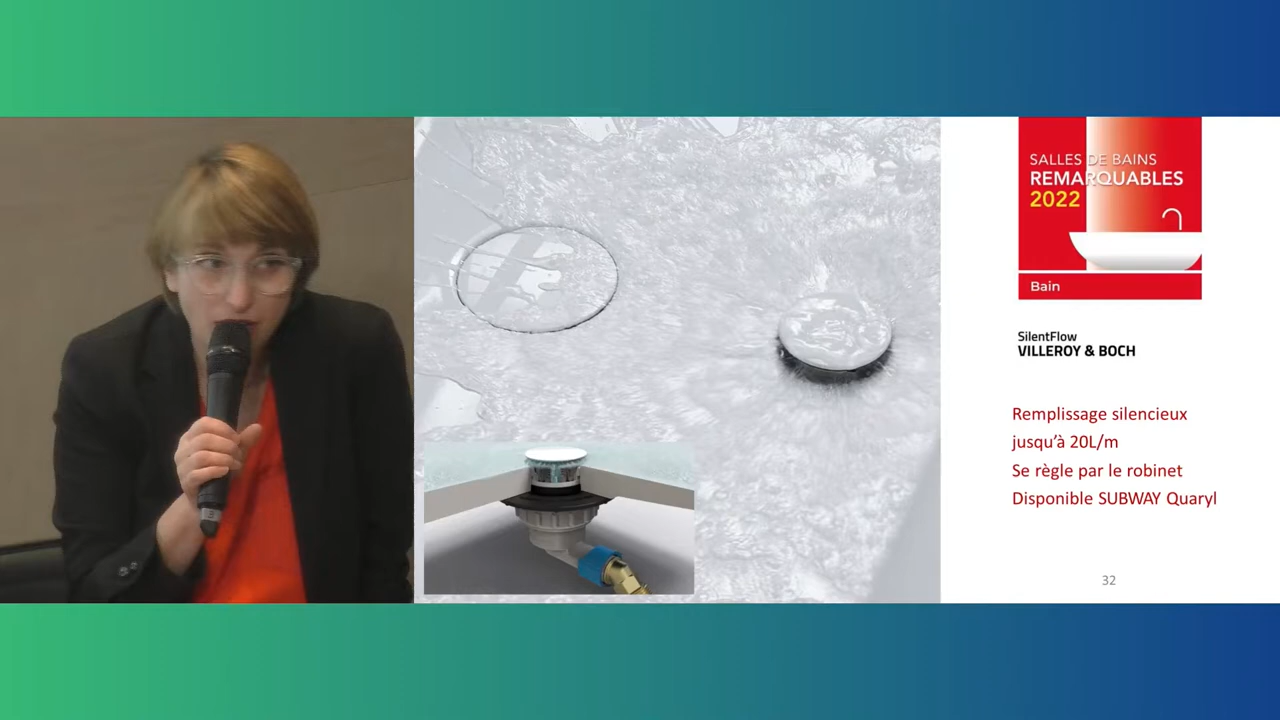 SALLES DE BAINS
REMARQUABLES
2022
Bain
SilentFlow
VILLEROY & BOCH
Remplissage silencieux
jusqu'à 20L/m
Se règle par le robinet
Disponible SUBWAY Quaryl
32